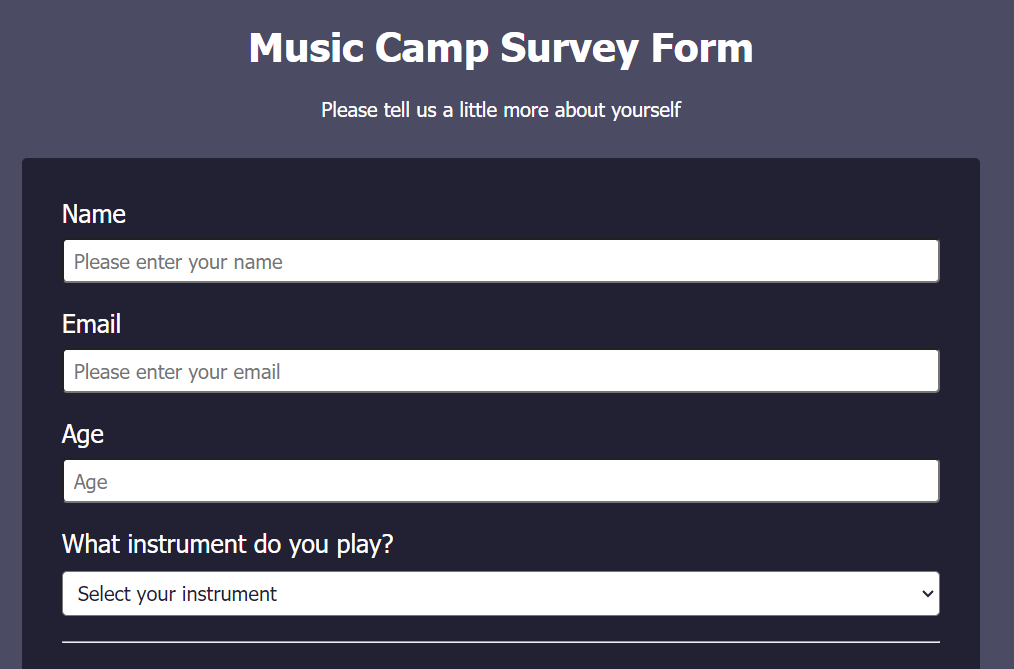 Music Camp Survey Form
Please tell us a little more about yourself
Name
Please enter your name
Email
Please enter your email
Age
Age
What instrument do you play?
Select your instrument